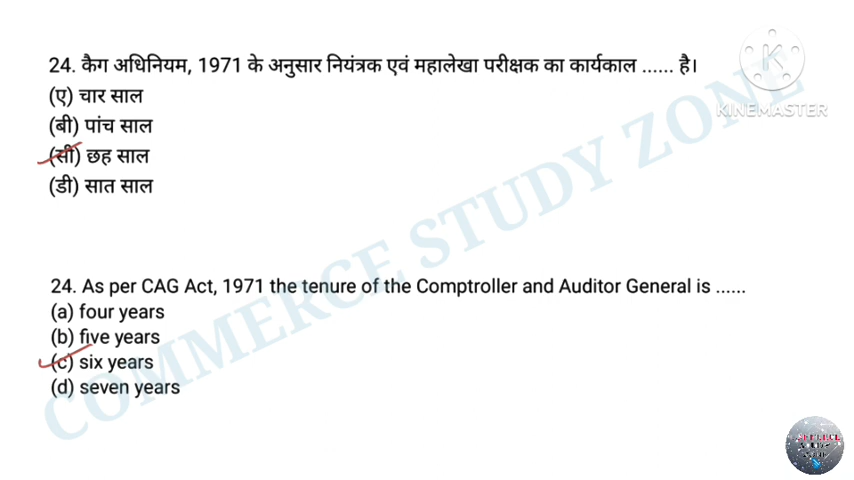 24. कैग अधिनियम, 1971 के अनुसार नियंत्रक एवं महालेखा परीक्षक का कार्यकाल ...... है।
(ए) चार साल
(बी) पांच साल
(सी) छह साल
(डी) सात साल
K
KINEMASTER
COMMERCE STUDY ZONE
24. As per CAG Act, 1971 the tenure of the Comptroller and Auditor General is ......
(a) four years
(b) five years
(c) six years
(d) seven years